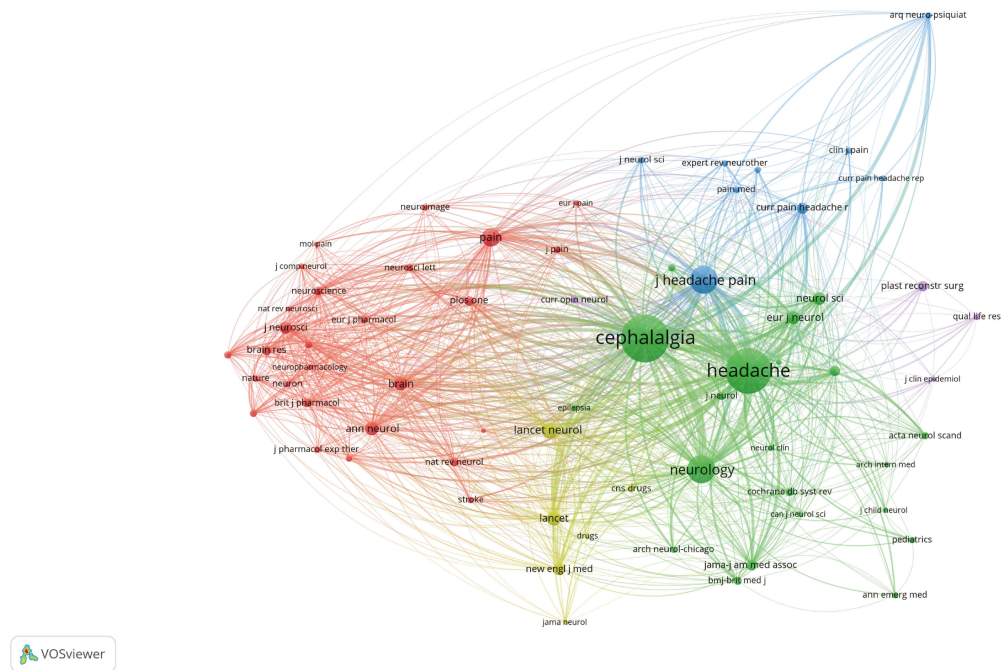 arq neuro-psiquiat
clin j pain
j neurol sci
expert rev neurother
curr pain headache rep
pain med
eur j pain
neuroimage
curr pain headache r
pain
mol pain
j pain
j comp neurol
neurosci lett
j headache pain
plast reconstr surg
neuroscience
curr opin neurol
neurol sci
plos one
nat rev neurosci
qual life res
eur j pharmacol
eur j neurol
j neurosci
cephalalgia
brain res
neuropharmacology
headache
nature
neuron
brain
j clin epidemiol
j neurol
brit j pharmacol
epilepsia
ann neurol
lancet neurol
acta neurol scand
j pharmacol exp ther
neurol clin
nat rev neurol
arch intern med
neurology
cns drugs
cochrane db syst rev
stroke
j child neurol
can j neurol sci
lancet
drugs
pediatrics
arch neurol-chicago
jama-j am med assoc
new engl j med
bmj-brit med j
ann emerg med
jama neurol
VOSviewer